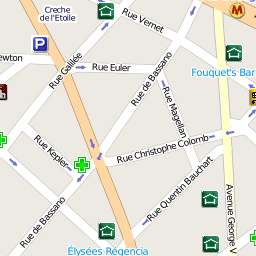 Creche
de l'Etoile
Rue Vernet
M
P
ewton
Rue Galilée
Rue Euler
Rue de Bassano
Fouquet's Bar
Rue Magellan
Rue Christophe Colomb
Rue Kepler
Rue Quentin Bauchart
Avenue George V
Rue de Bassano
Élysées Régencia